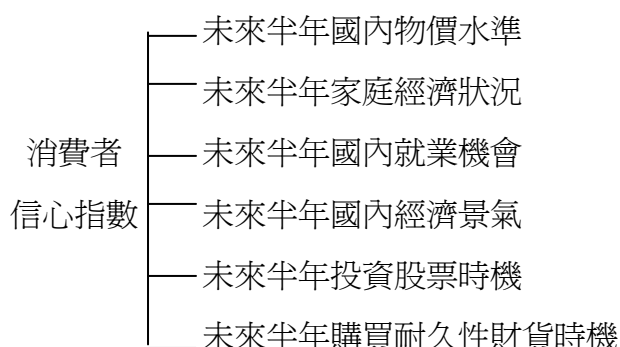 未來半年國內物價水準
未來半年家庭經濟狀況
消費者
未來半年國內就業機會
信心指數
未來半年國內經濟景氣
未來半年投資股票時機
未來半年購買耐久性財貨時機